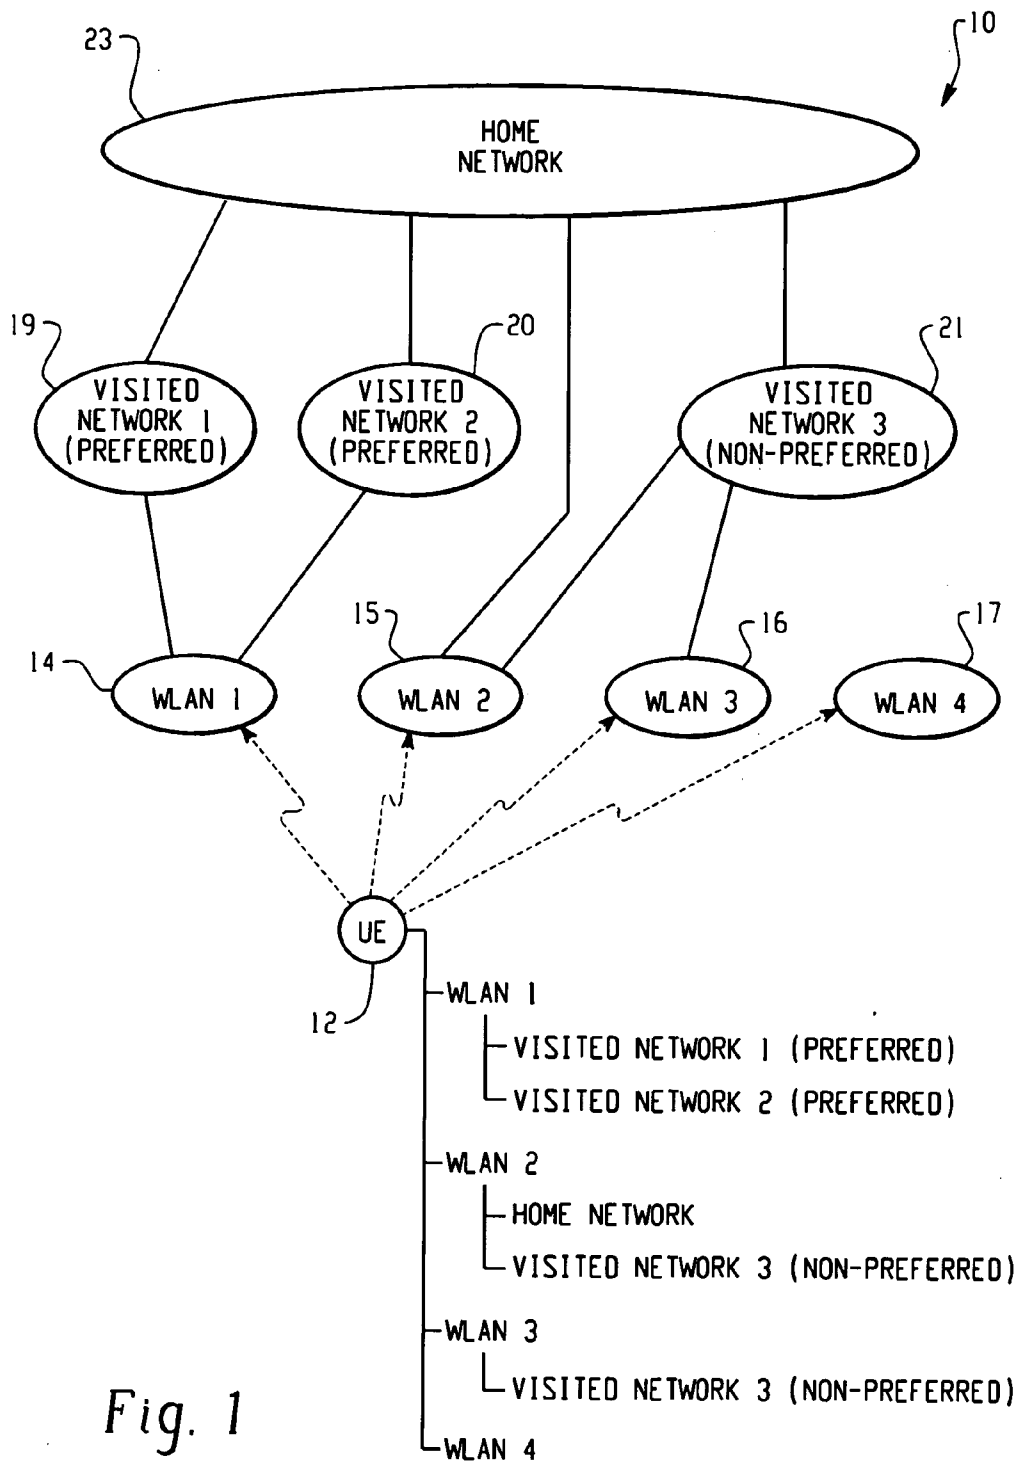 10
23
HOME
NETWORK
19
20
21
VISITED
NETWORK 1
(PREFERRED)
VISITED
NETWORK 2
(PREFERRED)
VISITED
NETWORK 3
(NON-PREFERRED)
14
15
16
17
WLAN 1
WLAN 2
WLAN 3
WLAN 4
UE
12
WLAN 1
VISITED NETWORK 1 (PREFERRED)
VISITED NETWORK 2 (PREFERRED)
WLAN 2
HOME NETWORK
VISITED NETWORK 3 (NON-PREFERRED)
WLAN 3
VISITED NETWORK 3 (NON-PREFERRED)
WLAN 4
Fig. 1